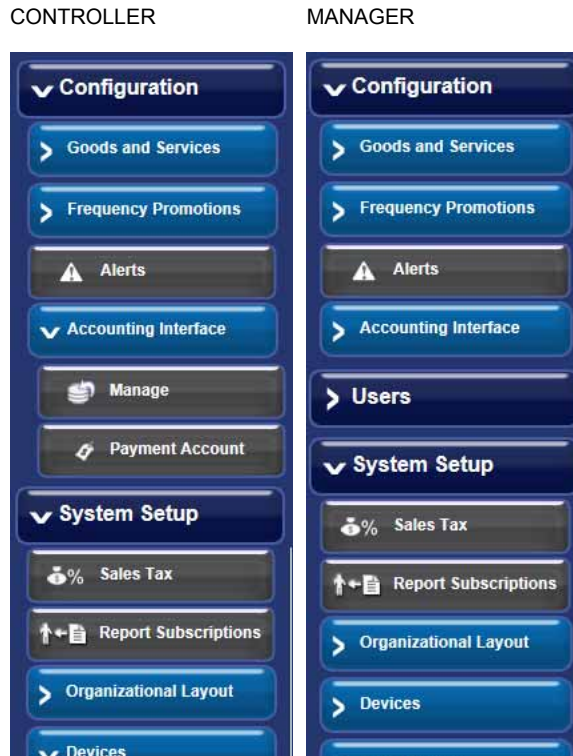 CONTROLLER
Configuration
Goods and Services
Frequency Promotions
Alerts
Accounting Interface
Manage
Payment Account
System Setup
% Sales Tax
Report Subscriptions
Organizational Layout
Devices
MANAGER
Configuration
Goods and Services
Frequency Promotions
Alerts
Accounting Interface
Users
System Setup
% Sales Tax
Report Subscriptions
Organizational Layout
Devices